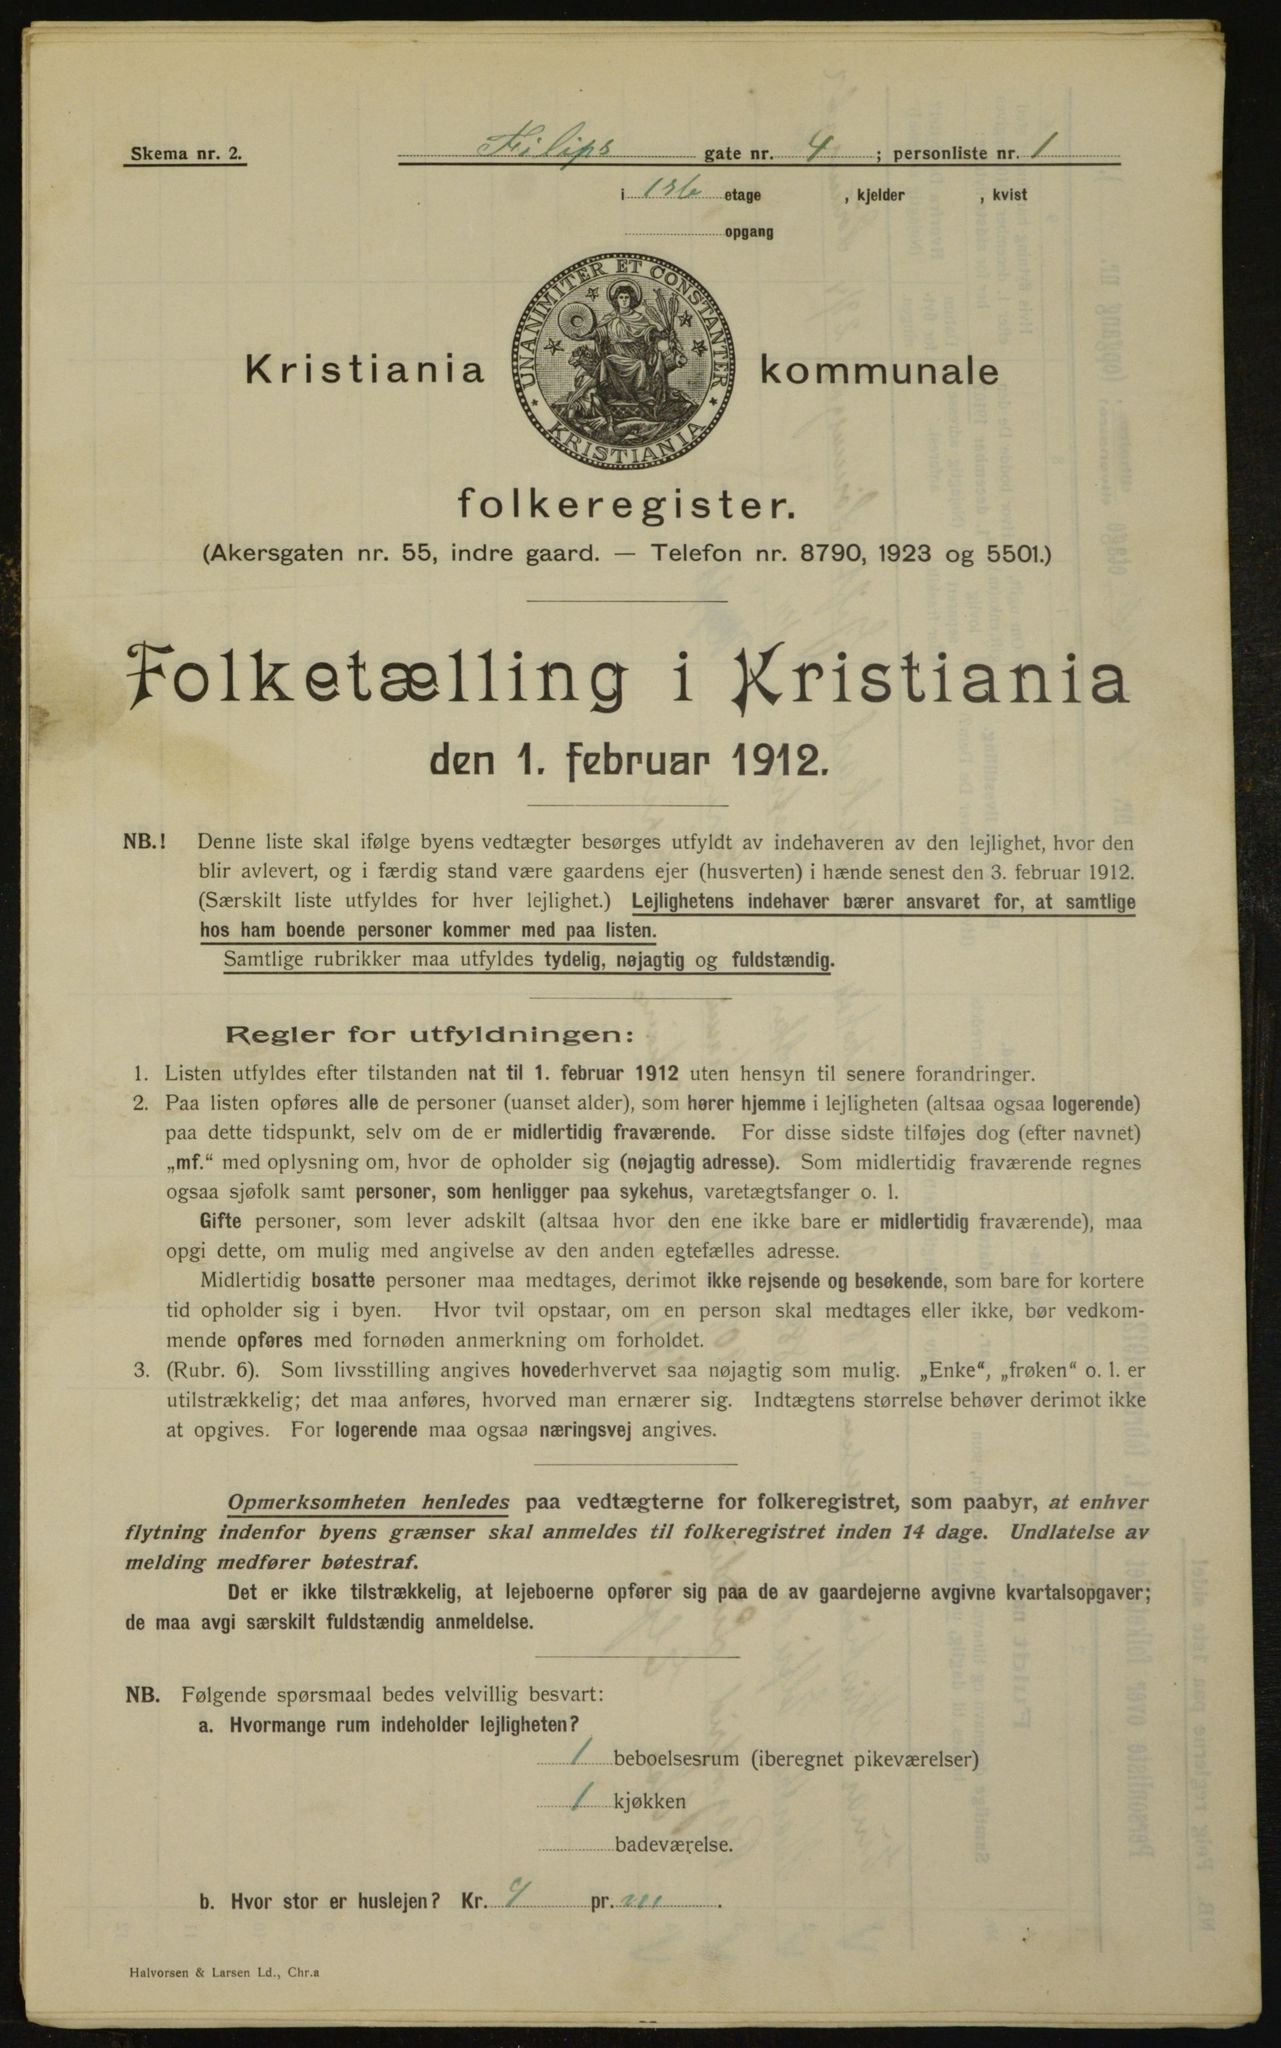 Skema nr. 2.
Filips gate nr. 4 ; personliste nr. 1
i 1ste etage , kjelder , kvist
opgang
UNANIMITER ET CONSTANTER
KRISTIANIA
Kristiania kommunale
folkeregister.
(Akersgaten nr. 55, indre gaard. — Telefon nr. 8790, 1923 og 5501.)
Folketælling i Kristiania
den 1. februar 1912.
NB.! Denne liste skal ifølge byens vedtægter besørges utfyldt av indehaveren av den lejlighet, hvor den
blir avlevert, og i færdig stand være gaardens ejer (husverten) i hænde senest den 3. februar 1912.
(Særskilt liste utfyldes for hver lejlighet.) Lejlighetens indehaver bærer ansvaret for, at samtlige
hos ham boende personer kommer med paa listen.
Samtlige rubrikker maa utfyldes tydelig, nøjagtig og fuldstændig.
Regler for utfyldningen:
1. Listen utfyldes efter tilstanden nat til 1. februar 1912 uten hensyn til senere forandringer.
2. Paa listen opføres alle de personer (uanset alder), som hører hjemme i lejligheten (altsaa ogsaa logerende)
paa dette tidspunkt, selv om de er midlertidig fraværende. For disse sidste tilføjes dog (efter navnet)
„mf.“ med oplysning om, hvor de opholder sig (nøjagtig adresse). Som midlertidig fraværende regnes
ogsaa sjøfolk samt personer, som henligger paa sykehus, varetægtsfanger o. l.
Gifte personer, som lever adskilt (altsaa hvor den ene ikke bare er midlertidig fraværende), maa
opgi dette, om mulig med angivelse av den anden egtefælles adresse.
Midlertidig bosatte personer maa medtages, derimot ikke rejsende og besøkende, som bare for kortere
tid opholder sig i byen. Hvor tvil opstaar, om en person skal medtages eller ikke, bør vedkom-
mende opføres med fornøden anmerkning om forholdet.
3. (Rubr. 6). Som livsstilling angives hovederhvervet saa nøjagtig som mulig. „Enke“, „frøken“ o. l. er
utilstrækkelig; det maa anføres, hvorved man ernærer sig. Indtægtens størrelse behøver derimot ikke
at opgives. For logerende maa ogsaa næringsvej angives.
Opmerksomheten henledes paa vedtægterne for folkeregistret, som paabyr, at enhver
flytning indenfor byens grænser skal anmeldes til folkeregistret inden 14 dage. Undlatelse av
melding medfører bøtestraf.
Det er ikke tilstrækkelig, at lejeboerne opfører sig paa de av gaardejerne avgivne kvartalsopgaver;
de maa avgi særskilt fuldstændig anmeldelse.
NB. Følgende spørsmaal bedes velvillig besvart:
a. Hvormange rum indeholder lejligheten?
1 beboelsesrum (iberegnet pikeværelser)
1 kjøkken
badeværelse.
b. Hvor stor er huslejen? Kr. 9 pr. m .
Halvorsen & Larsen Ld., Chr.a